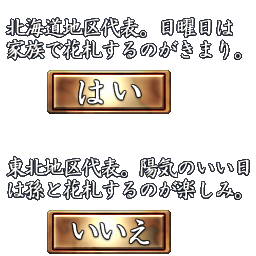 北海道地区代表。日曜日は
家族で花札するのがきまり。
はい
東北地区代表。陽気のいい日
は孫と花札するのが楽しみ。
いいえ